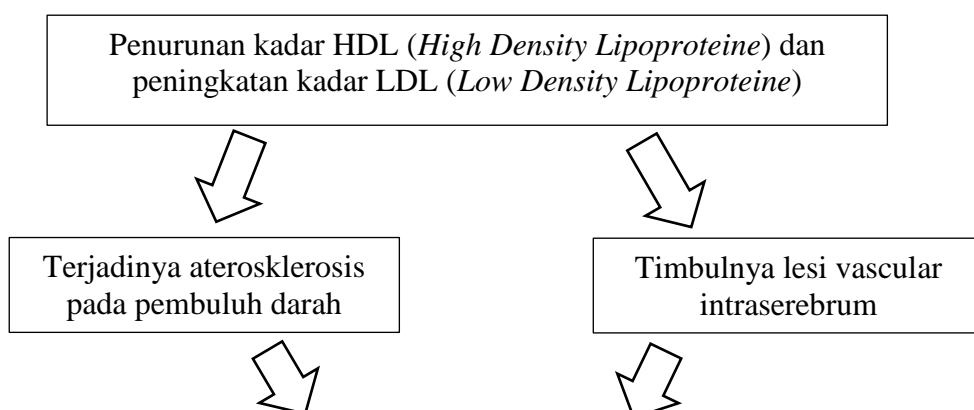 Penurunan kadar HDL (High Density Lipoproteine) dan
peningkatan kadar LDL (Low Density Lipoproteine)
Terjadinya aterosklerosis
pada pembuluh darah
Timbulnya lesi vascular
intraserebrum